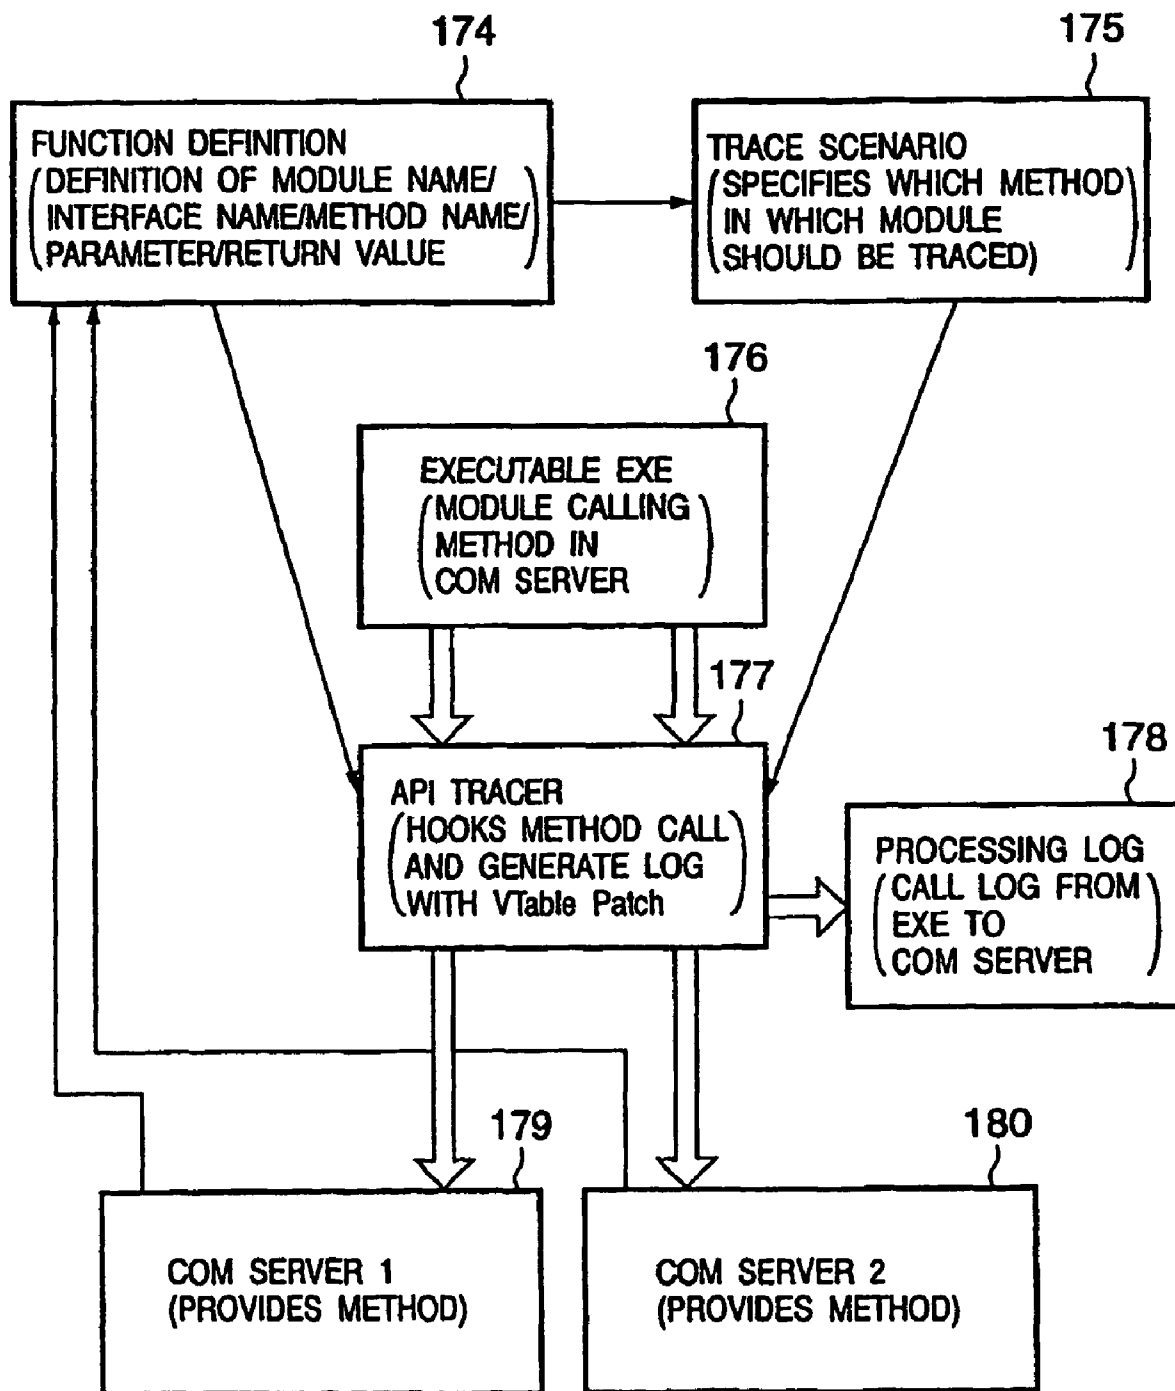 174
FUNCTION DEFINITION
(DEFINITION OF MODULE NAME/
INTERFACE NAME/METHOD NAME/
PARAMETER/RETURN VALUE)
175
TRACE SCENARIO
(SPECIFIES WHICH METHOD
IN WHICH MODULE
SHOULD BE TRACED))
176
EXECUTABLE EXE
(MODULE CALLING
METHOD IN
COM SERVER)
177
API TRACER
(HOOKS METHOD CALL
AND GENERATE LOG
WITH VTable Patch)
178
PROCESSING LOG
(CALL LOG FROM
EXE TO
COM SERVER)
179
COM SERVER 1
(PROVIDES METHOD)
180
COM SERVER 2
(PROVIDES METHOD)